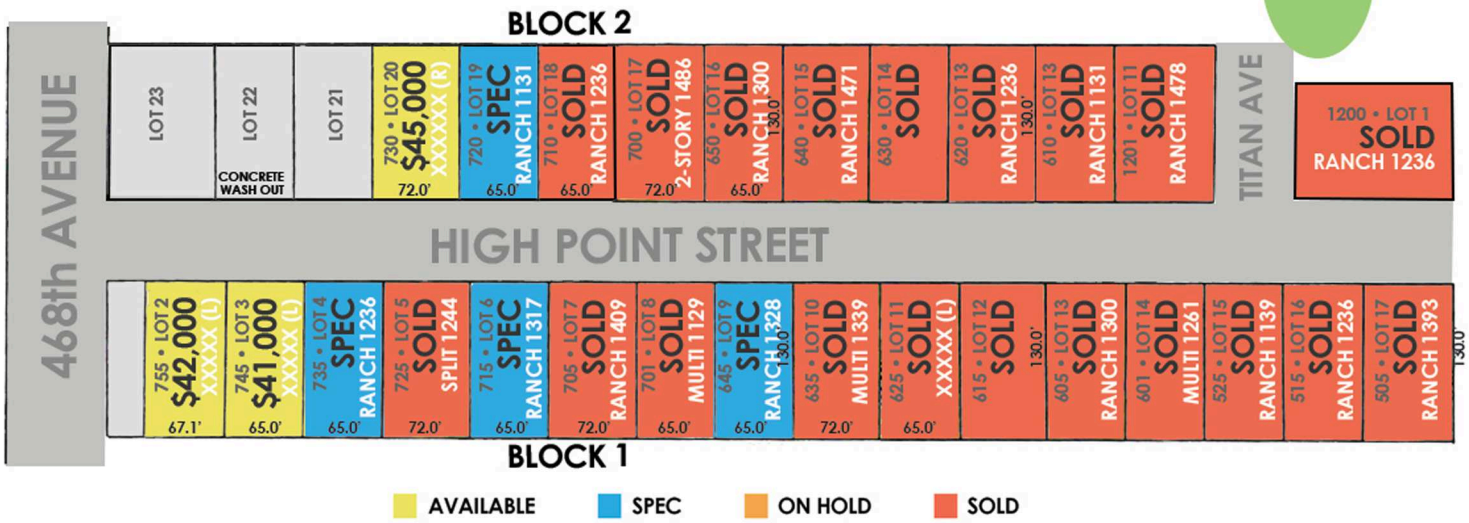 BLOCK 2
468th AVENUE
LOT 23
LOT 22
CONCRETE
WASH OUT
LOT 21
730 • LOT 20
$45,000
XXXXXX (R)
72.0'
720 • LOT 19
SPEC
RANCH 1131
65.0'
710 • LOT 18
SOLD
RANCH 1236
65.0'
700 • LOT 17
SOLD
2-STORY 1486
72.0'
650 • LOT 16
SOLD
RANCH 1300
65.0'
130.0'
640 • LOT 15
SOLD
RANCH 1471
630 • LOT 14
SOLD
620 • LOT 13
SOLD
RANCH 1236
130.0'
610 • LOT 13
SOLD
RANCH 1131
1201 • LOT 11
SOLD
RANCH 1478
TITAN AVE
1200 • LOT 1
SOLD
RANCH 1236
HIGH POINT STREET
755 • LOT 2
$42,000
XXXXX (L)
67.1'
745 • LOT 3
$41,000
XXXXX (L)
65.0'
735 • LOT 4
SPEC
RANCH 1236
65.0'
725 • LOT 5
SOLD
SPLIT 1244
72.0'
715 • LOT 6
SPEC
RANCH 1317
65.0'
705 • LOT 7
SOLD
RANCH 1409
72.0'
701 • LOT 8
SOLD
MULTI 1129
65.0'
645 • LOT 9
SPEC
RANCH 1328
65.0'
130.0'
635 • LOT 10
SOLD
MULTI 1339
72.0'
625 • LOT 11
SOLD
XXXXX (L)
65.0'
615 • LOT 12
SOLD
130.0'
605 • LOT 13
SOLD
RANCH 1300
601 • LOT 14
SOLD
MULTI 1261
525 • LOT 15
SOLD
RANCH 1139
515 • LOT 16
SOLD
RANCH 1236
505 • LOT 17
SOLD
RANCH 1393
130.0'
BLOCK 1
AVAILABLE
SPEC
ON HOLD
SOLD